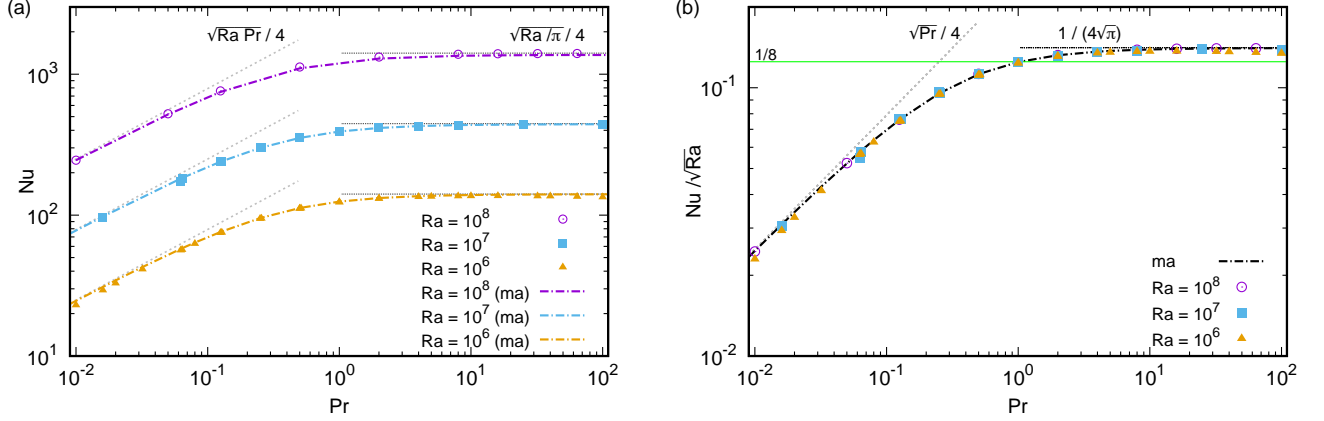 (a)
√Ra Pr / 4
√Ra /π / 4
10³
10²
10¹
Nu
Ra = 10⁸
Ra = 10⁷
Ra = 10⁶
Ra = 10⁸ (ma)
Ra = 10⁷ (ma)
Ra = 10⁶ (ma)
10⁻² 10⁻¹ 10⁰ 10¹ 10²
Pr
(b)
√Pr / 4
1 / (4√π)
1/8
10⁻¹
10⁻²
Nu /√Ra
ma
Ra = 10⁸
Ra = 10⁷
Ra = 10⁶
10⁻² 10⁻¹ 10⁰ 10¹ 10²
Pr